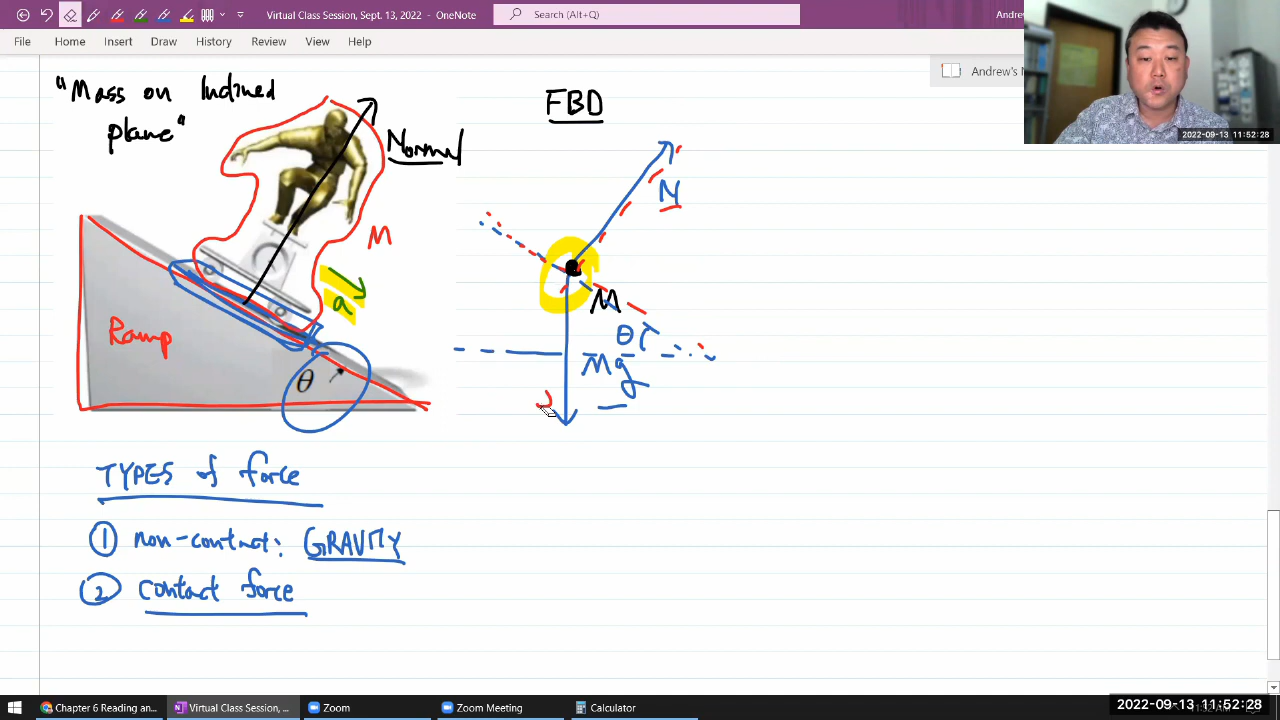 Virtual Class Session, Sept. 13, 2022 - OneNote
Search (Alt+Q)
Andrew
File Home Insert Draw History Review View Help
Andrew's
2022-09-13 11:52:28
"Mass on Inclined
plane"
Normal
M
a
Ramp
θ
FBD
N
M
θ
Mg
TYPES of force
① non-contact: GRAVITY
② contact force
Chapter 6 Reading an... Virtual Class Session, ... Zoom Zoom Meeting Calculator
2022-09-13 11:52:28